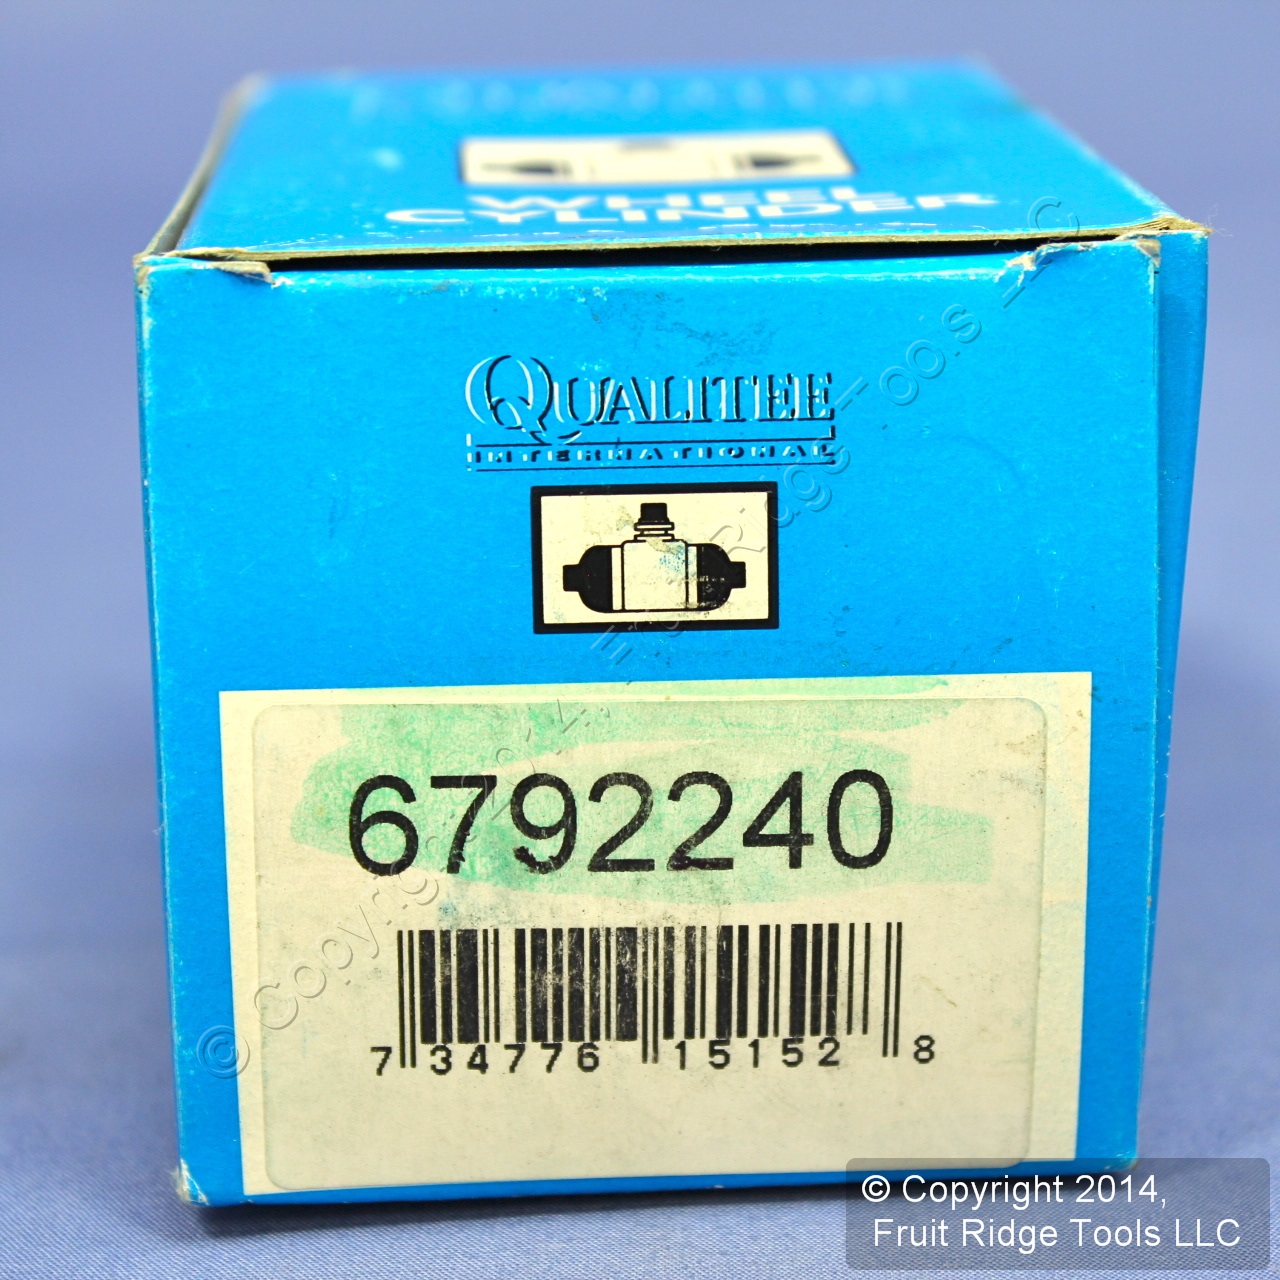 WHEEL
CYLINDER
QUALITEE
INTERNATIONAL
6792240
7 34776 15152 8
© Copyright 2014,
Fruit Ridge Tools LLC